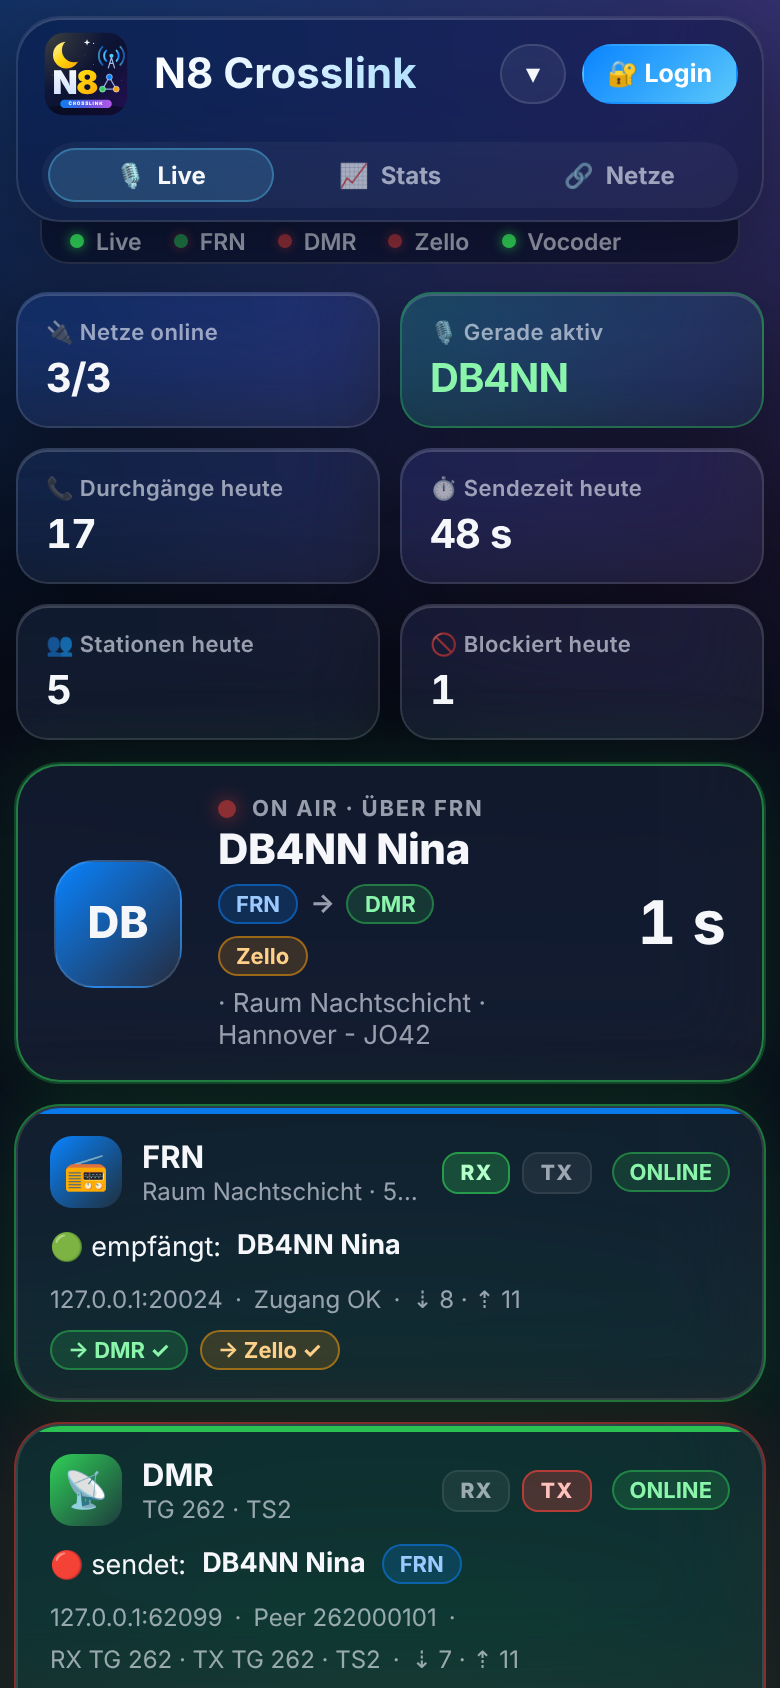 N8
CROSSLINK
N8 Crosslink
▼
🔐 Login
🎙️ Live
📈 Stats
🔗 Netze
Live
FRN
DMR
Zello
Vocoder
🔌 Netze online
3/3
🎙️ Gerade aktiv
DB4NN
📞 Durchgänge heute
17
⏱️ Sendezeit heute
48 s
👥 Stationen heute
5
🚫 Blockiert heute
1
ON AIR · ÜBER FRN
DB
DB4NN Nina
FRN → DMR
Zello
· Raum Nachtschicht ·
Hannover - JO42
1 s
FRN
Raum Nachtschicht · 5…
RX
TX
ONLINE
🟢 empfängt: DB4NN Nina
127.0.0.1:20024 · Zugang OK · ⇣ 8 · ⇡ 11
→ DMR ✓
→ Zello ✓
DMR
TG 262 · TS2
RX
TX
ONLINE
🔴 sendet: DB4NN Nina FRN
127.0.0.1:62099 · Peer 262000101 ·
RX TG 262 · TX TG 262 · TS2 · ⇣ 7 · ⇡ 11